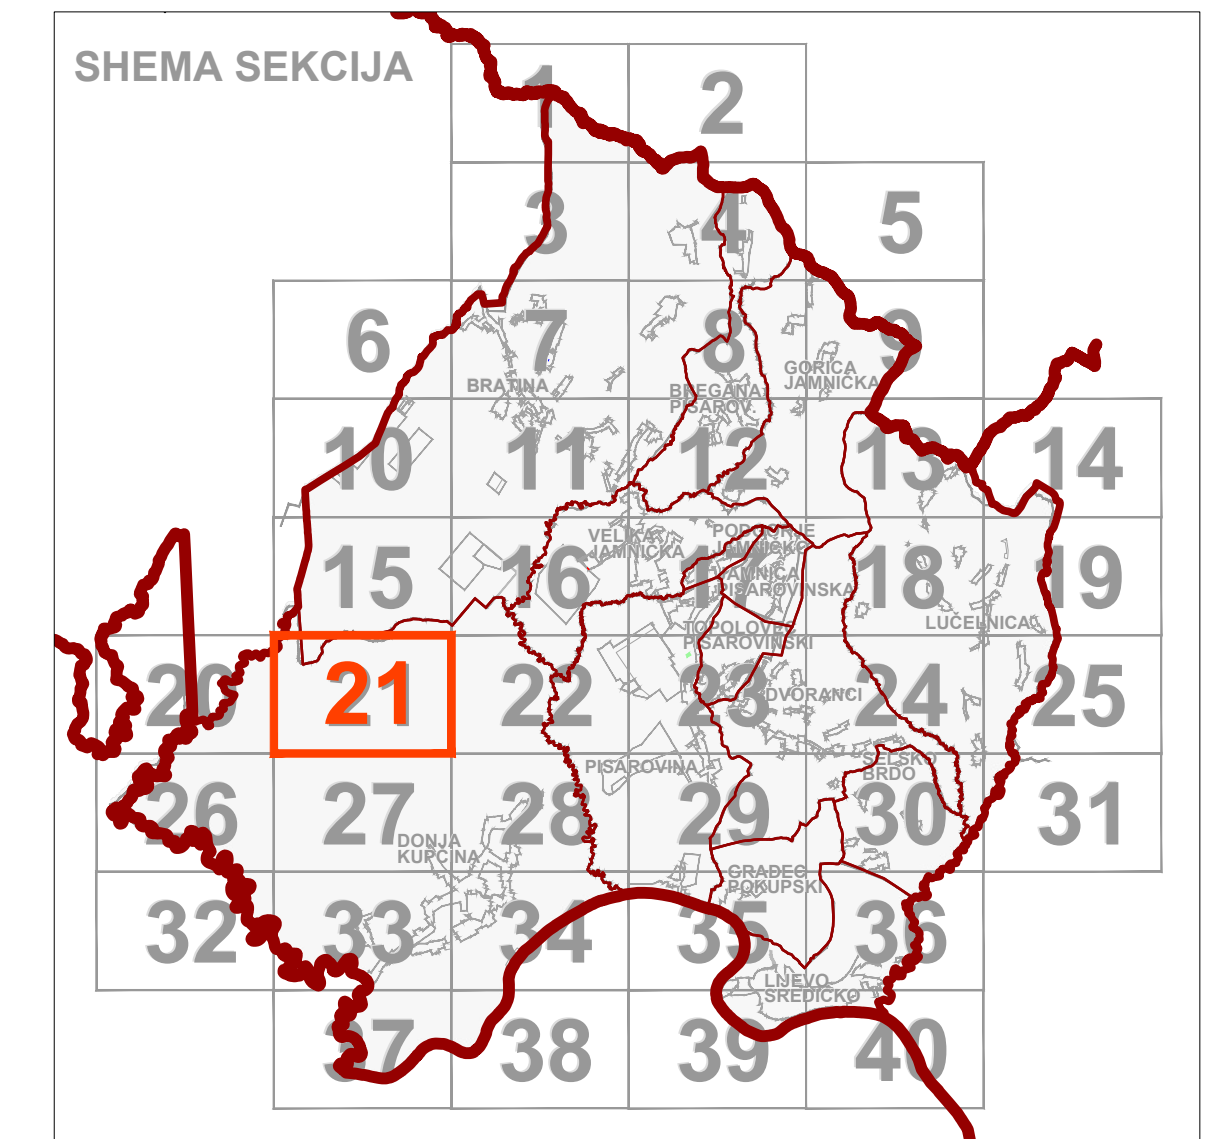 SHEMA SEKCIJA
1
2
3
4
5
6
7
8
9
BRATINA
GORICA
JAMNIČKA
BREGANA
PISAROV.
10
11
12
13
14
VELIKA
JAMNIČKA
PODGORJE
JAMNIČKO
JAMNICA
PISAROVINSKA
15
16
17
18
19
LUČELNICA
TOPOLOVEC
PISAROVINSKI
20
21
22
23
24
25
DVORANCI
PISAROVINA
SELSKO
BRDO
26
27
28
29
30
31
DONJA
KUPČINA
GRADEC
POKUPSKI
32
33
34
35
36
LIJEVO
SREDIČKO
37
38
39
40